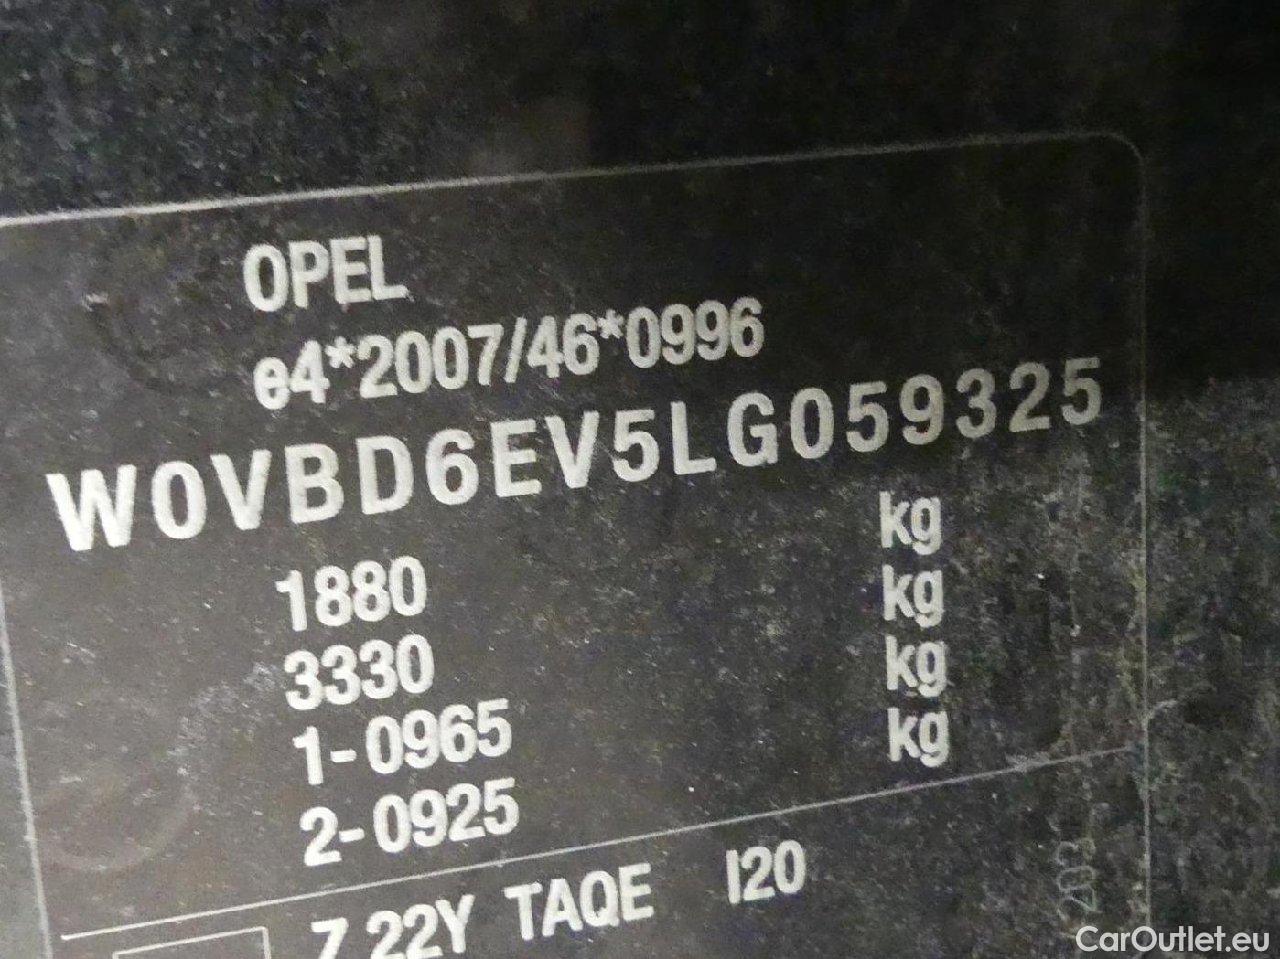 OPEL
e4*2007/46*0996
W0VBD6EV5LG059325
1880 kg
3330 kg
1-0965 kg
2-0925 kg
Z 22Y TAQE I20
203
CarOutlet.eu